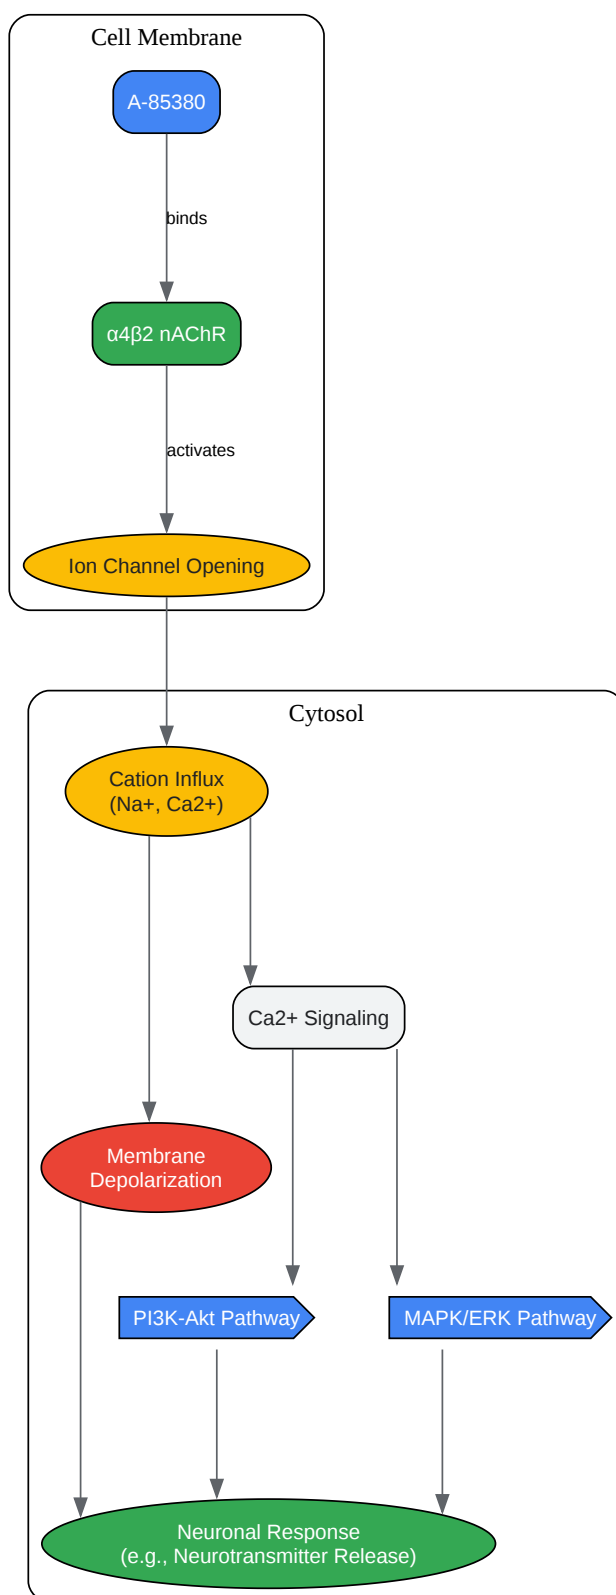 Cell Membrane
A-85380
binds
α4β2 nAChR
activates
Ion Channel Opening
Cytosol
Cation Influx
(Na+, Ca2+)
Ca2+ Signaling
Membrane
Depolarization
PI3K-Akt Pathway
MAPK/ERK Pathway
Neuronal Response
(e.g., Neurotransmitter Release)